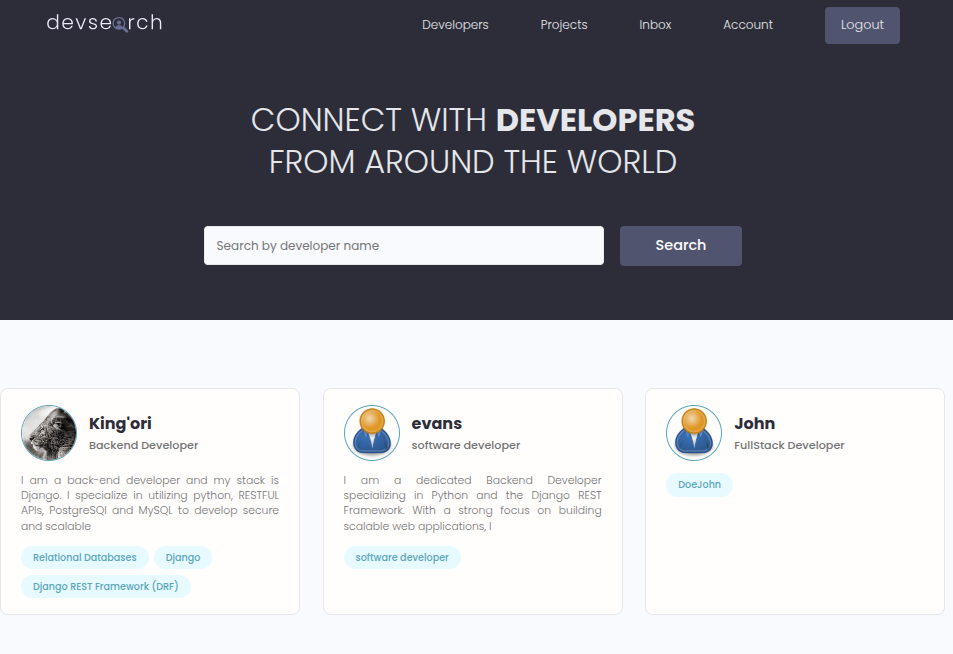 devsearch
Developers
Projects
Inbox
Account
Logout
CONNECT WITH DEVELOPERS
FROM AROUND THE WORLD
Search by developer name
Search
King'ori
Backend Developer
I am a back-end developer and my stack is
Django. I specialize in utilizing python, RESTFUL
APIs, PostgreSQl and MySQL to develop secure
and scalable
Relational Databases
Django
Django REST Framework (DRF)
evans
software developer
I am a dedicated Backend Developer
specializing in Python and the Django REST
Framework. With a strong focus on building
scalable web applications, I
software developer
John
FullStack Developer
DoeJohn